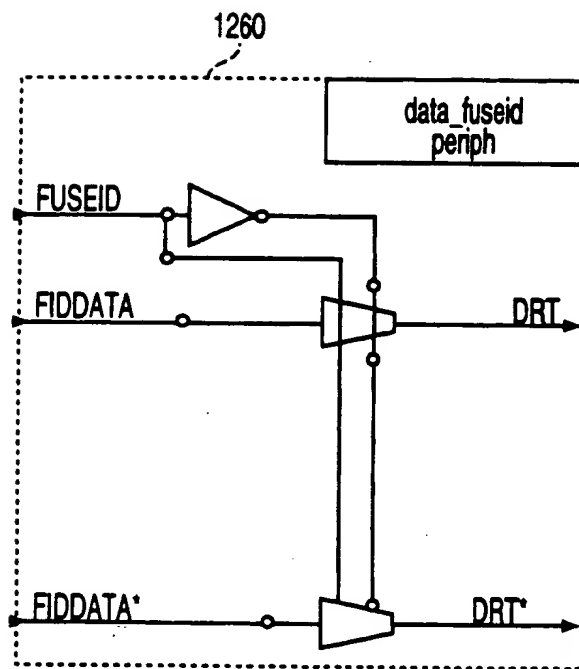 1260
data_fuseid
periph
FUSEID
FIDDATA
DRT
FIDDATA*
DRT*